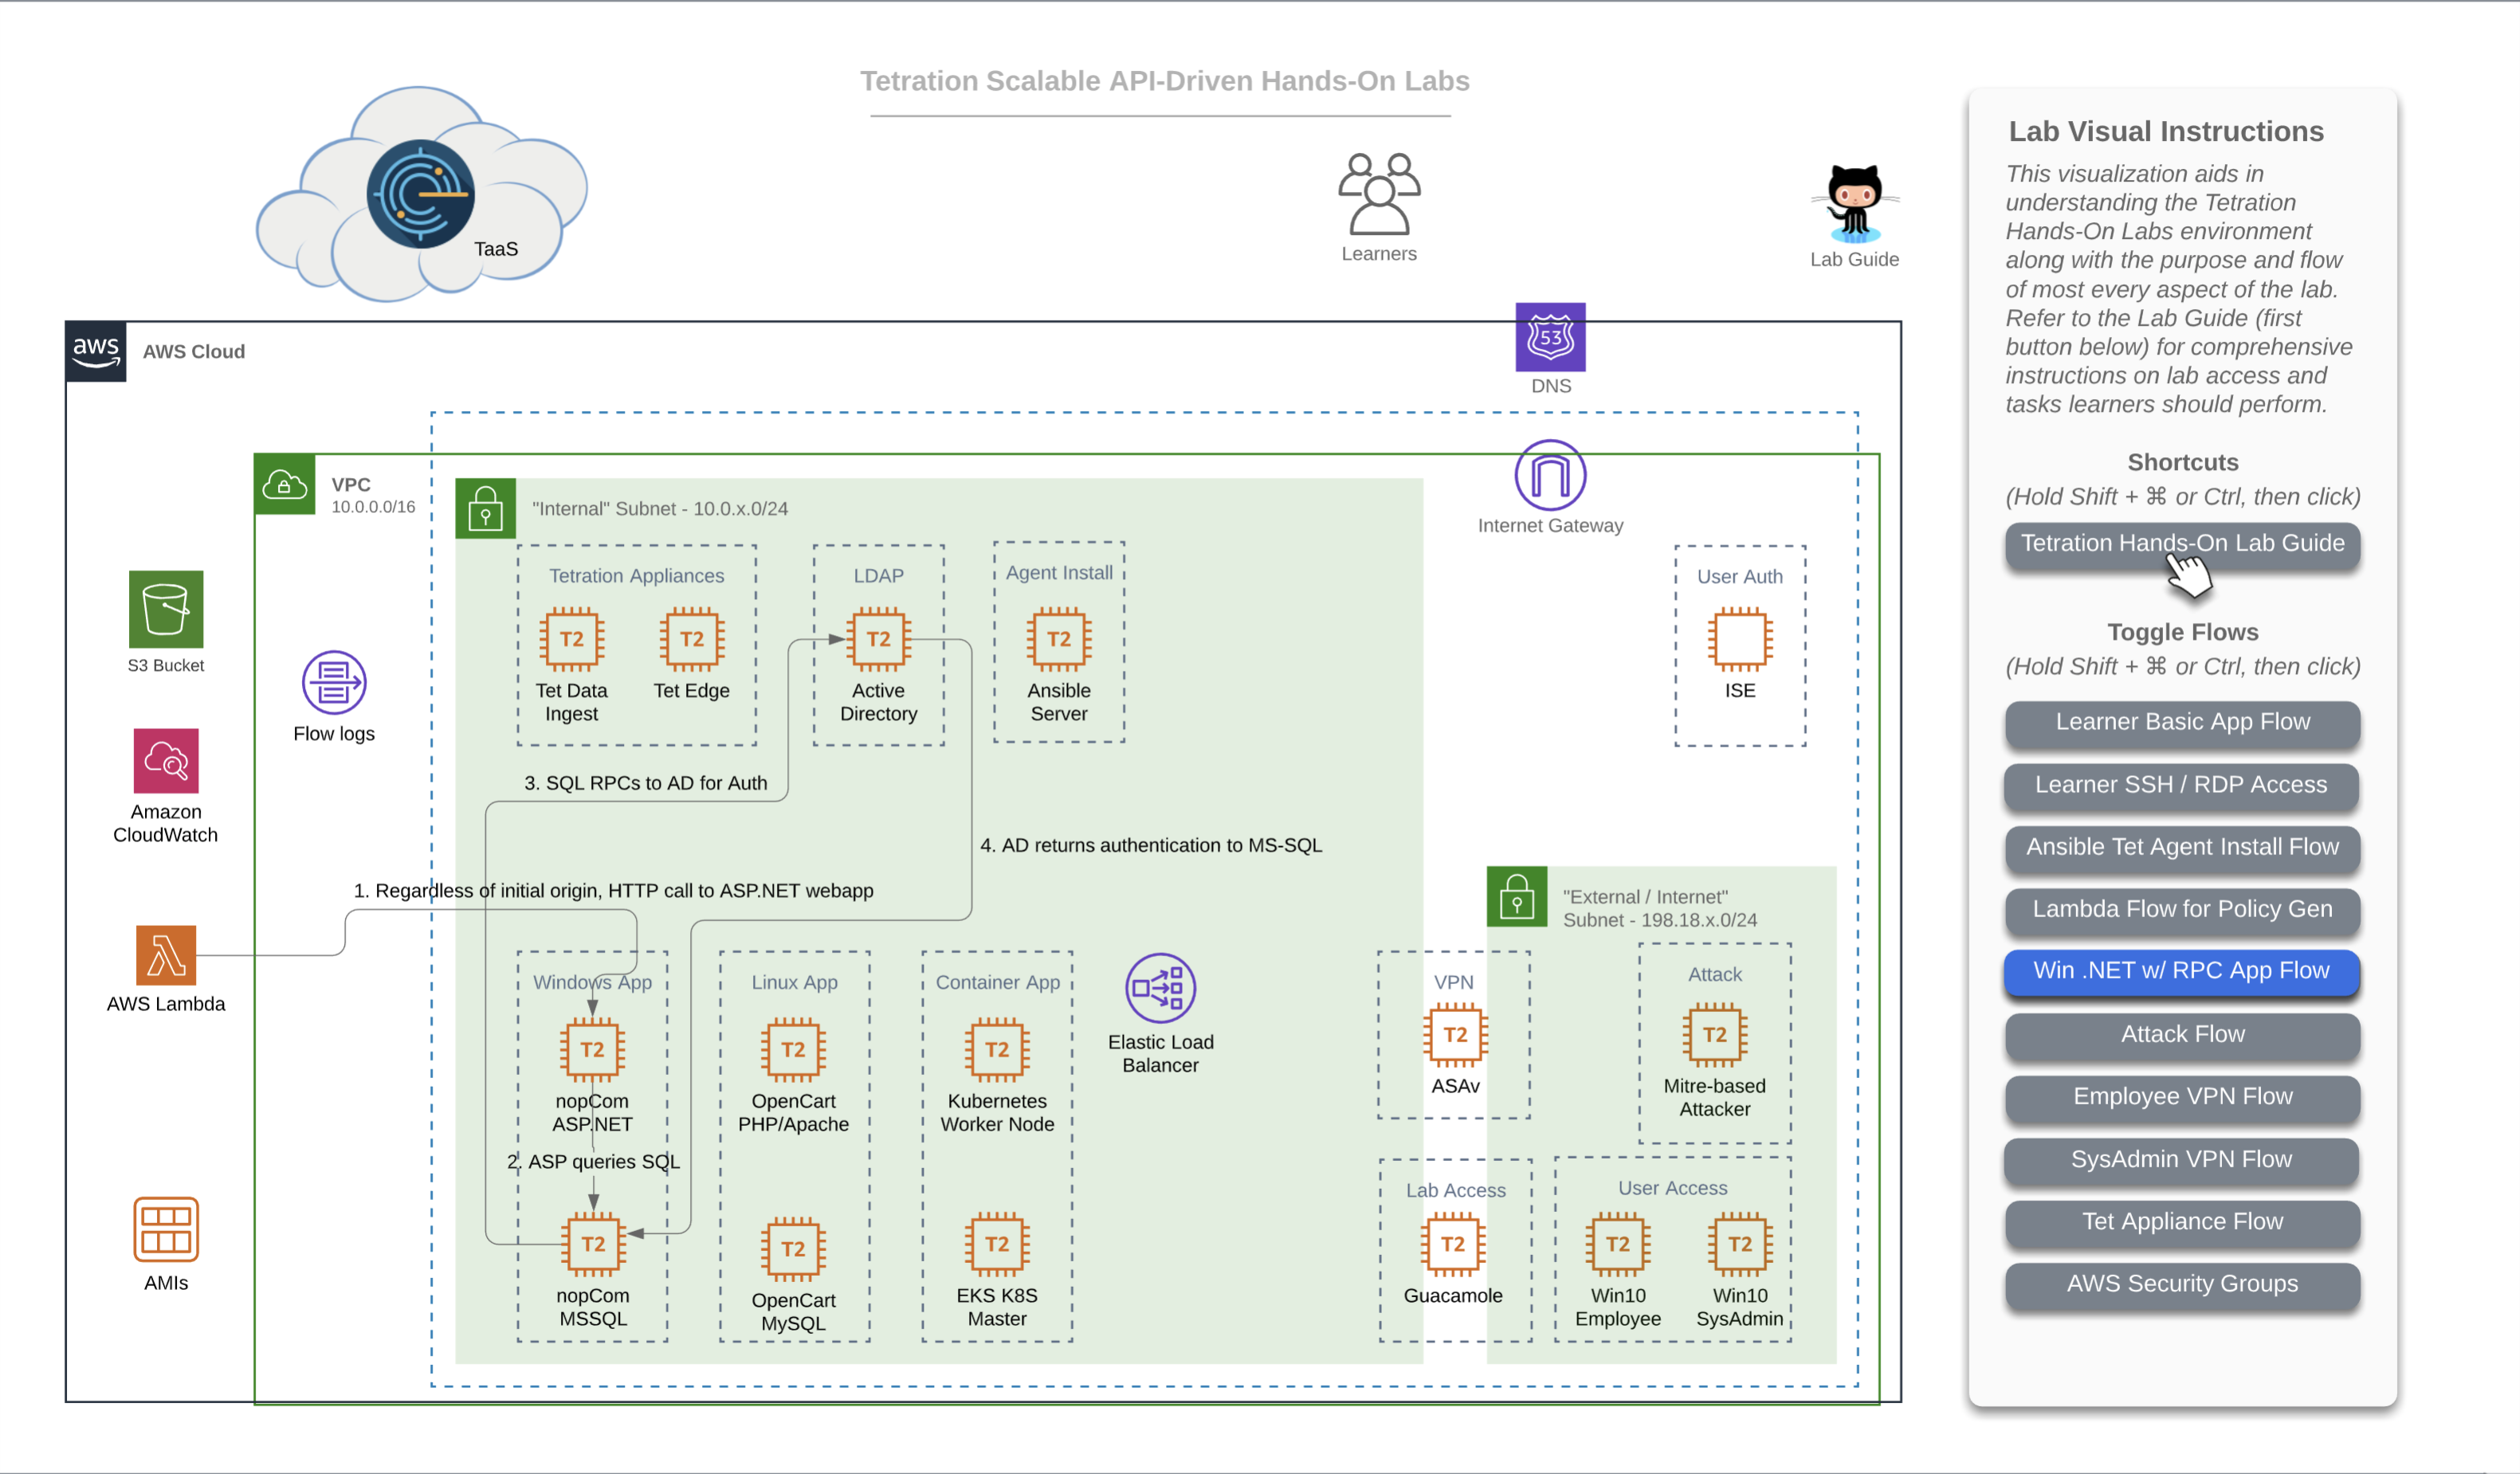 Tetration Scalable API-Driven Hands-On Labs
TaaS
Learners
Lab Guide
aws
AWS Cloud
53
DNS
VPC
10.0.0.0/16
"Internal" Subnet - 10.0.x.0/24
Internet Gateway
Tetration Appliances
LDAP
Agent Install
User Auth
T2
T2
T2
T2
Tet Data
Ingest
Tet Edge
Active
Directory
Ansible
Server
ISE
S3 Bucket
Flow logs
Amazon
CloudWatch
3. SQL RPCs to AD for Auth
4. AD returns authentication to MS-SQL
1. Regardless of initial origin, HTTP call to ASP.NET webapp
"External / Internet"
Subnet - 198.18.x.0/24
AWS Lambda
Windows App
Linux App
Container App
VPN
Attack
T2
T2
T2
T2
T2
Elastic Load
Balancer
nopCom
ASP.NET
OpenCart
PHP/Apache
Kubernetes
Worker Node
ASAv
Mitre-based
Attacker
2. ASP queries SQL
Lab Access
User Access
T2
T2
T2
T2
T2
T2
AMIs
nopCom
MSSQL
OpenCart
MySQL
EKS K8S
Master
Guacamole
Win10
Employee
Win10
SysAdmin
Lab Visual Instructions
This visualization aids in
understanding the Tetration
Hands-On Labs environment
along with the purpose and flow
of most every aspect of the lab.
Refer to the Lab Guide (first
button below) for comprehensive
instructions on lab access and
tasks learners should perform.
Shortcuts
(Hold Shift + ⌘ or Ctrl, then click)
Tetration Hands-On Lab Guide
Toggle Flows
(Hold Shift + ⌘ or Ctrl, then click)
Learner Basic App Flow
Learner SSH / RDP Access
Ansible Tet Agent Install Flow
Lambda Flow for Policy Gen
Win .NET w/ RPC App Flow
Attack Flow
Employee VPN Flow
SysAdmin VPN Flow
Tet Appliance Flow
AWS Security Groups